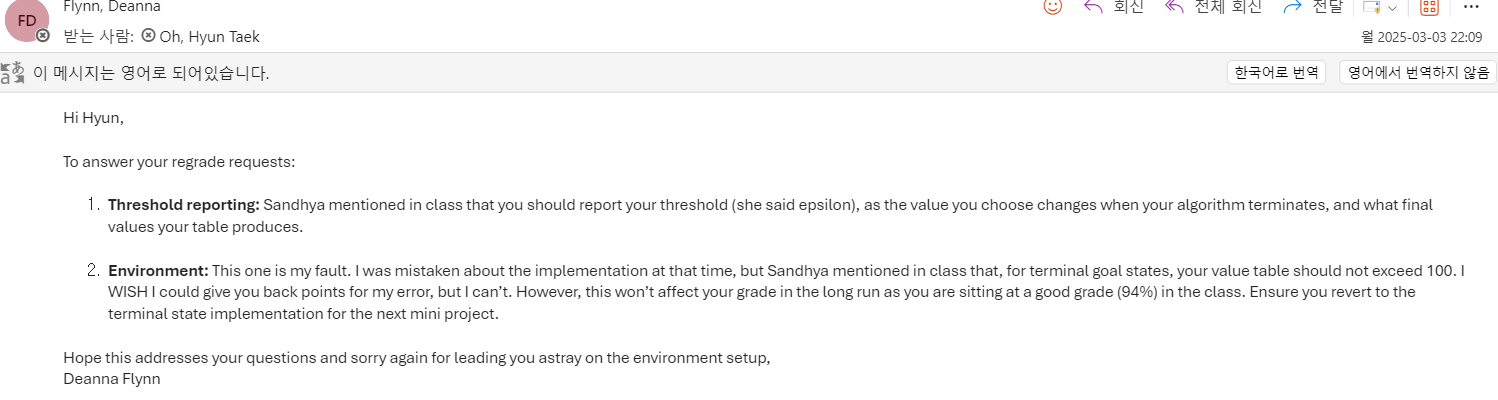 Flynn, Deanna
FD
회신
전체 회신
전달
받는 사람: Oh, Hyun Taek
월 2025-03-03 22:09
이 메시지는 영어로 되어있습니다.
한국어로 번역
영어에서 번역하지 않음
Hi Hyun,
To answer your regrade requests:
1. Threshold reporting: Sandhya mentioned in class that you should report your threshold (she said epsilon), as the value you choose changes when your algorithm terminates, and what final
values your table produces.
2. Environment: This one is my fault. I was mistaken about the implementation at that time, but Sandhya mentioned in class that, for terminal goal states, your value table should not exceed 100. I
WISH I could give you back points for my error, but I can’t. However, this won’t affect your grade in the long run as you are sitting at a good grade (94%) in the class. Ensure you revert to the
terminal state implementation for the next mini project.
Hope this addresses your questions and sorry again for leading you astray on the environment setup,
Deanna Flynn